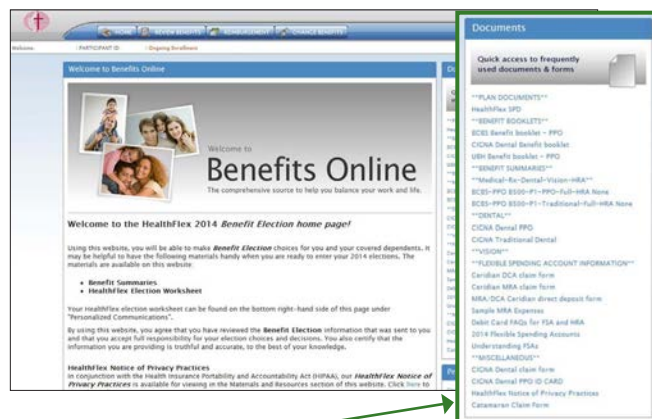 HOME
REVIEW BENEFITS
REIMBURSEMENT
CHANGE BENEFITS
Welcome:
PARTICIPANT ID
Ongoing Enrollment
Welcome to Benefits Online
Welcome to
Benefits Online
The comprehensive source to help you balance your work and life.
Welcome to the HealthFlex 2014 Benefit Election home page!
Using this website, you will be able to make Benefit Election choices for you and your covered dependents. It
may be helpful to have the following materials handy when you are ready to enter your 2014 elections. The
materials are available on this website:
• Benefit Summaries
• HealthFlex Election Worksheet
Your HealthFlex election worksheet can be found on the bottom right-hand side of this page under
"Personalized Communications".
By using this website, you agree that you have reviewed the Benefit Election information that was sent to you
and that you accept full responsibility for your election choices and decisions. You also certify that the
information you are providing is truthful and accurate, to the best of your knowledge.
HealthFlex Notice of Privacy Practices
In conjunction with the Health Insurance Portability and Accountability Act (HIPAA), our HealthFlex Notice of
Privacy Practices is available for viewing in the Materials and Resources section of this website. Click here to
Documents
Quick access to frequently
used documents & forms
**PLAN DOCUMENTS**
HealthFlex SPD
**BENEFIT BOOKLETS**
BCBS Benefit booklet - PPO
CIGNA Dental Benefit booklet
UBH Benefit booklet - PPO
**BENEFIT SUMMARIES**
**Medical-Rx-Dental-Vision-HRA**
BCBS-PPO B500-P1-PPO-Full-HRA None
BCBS-PPO B500-P1-Traditional-Full-HRA None
**DENTAL**
CIGNA Dental PPO
CIGNA Traditional Dental
**VISION**
**FLEXIBLE SPENDING ACCOUNT INFORMATION**
Ceridian DCA claim form
Ceridian MRA claim form
MRA/DCA Ceridian direct deposit form
Sample MRA Expenses
Debit Card FAQs for FSA and HRA
2014 Flexible Spending Accounts
Understanding FSAs
**MISCELLANEOUS**
CIGNA Dental claim form
CIGNA Dental PPO ID CARD
HealthFlex Notice of Privacy Practices
Catamaran Claim Form